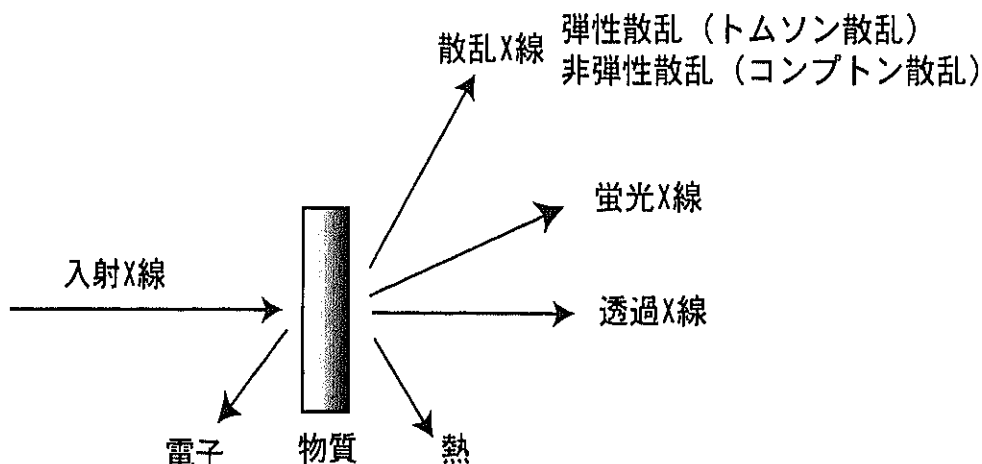 散乱X線
弾性散乱（トムソン散乱）
非弾性散乱（コンプトン散乱）
蛍光X線
入射X線
透過X線
電子
物質
熱